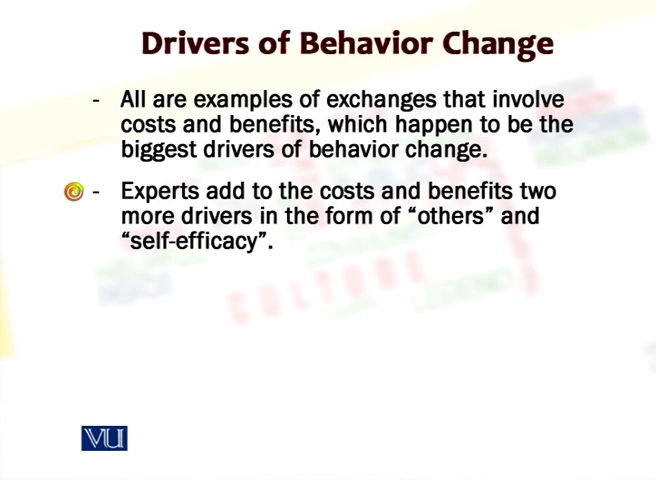 Drivers of Behavior Change
- All are examples of exchanges that involve
costs and benefits, which happen to be the
biggest drivers of behavior change.
- Experts add to the costs and benefits two
more drivers in the form of “others” and
“self-efficacy”.
CULTURE
LEGEND
VU